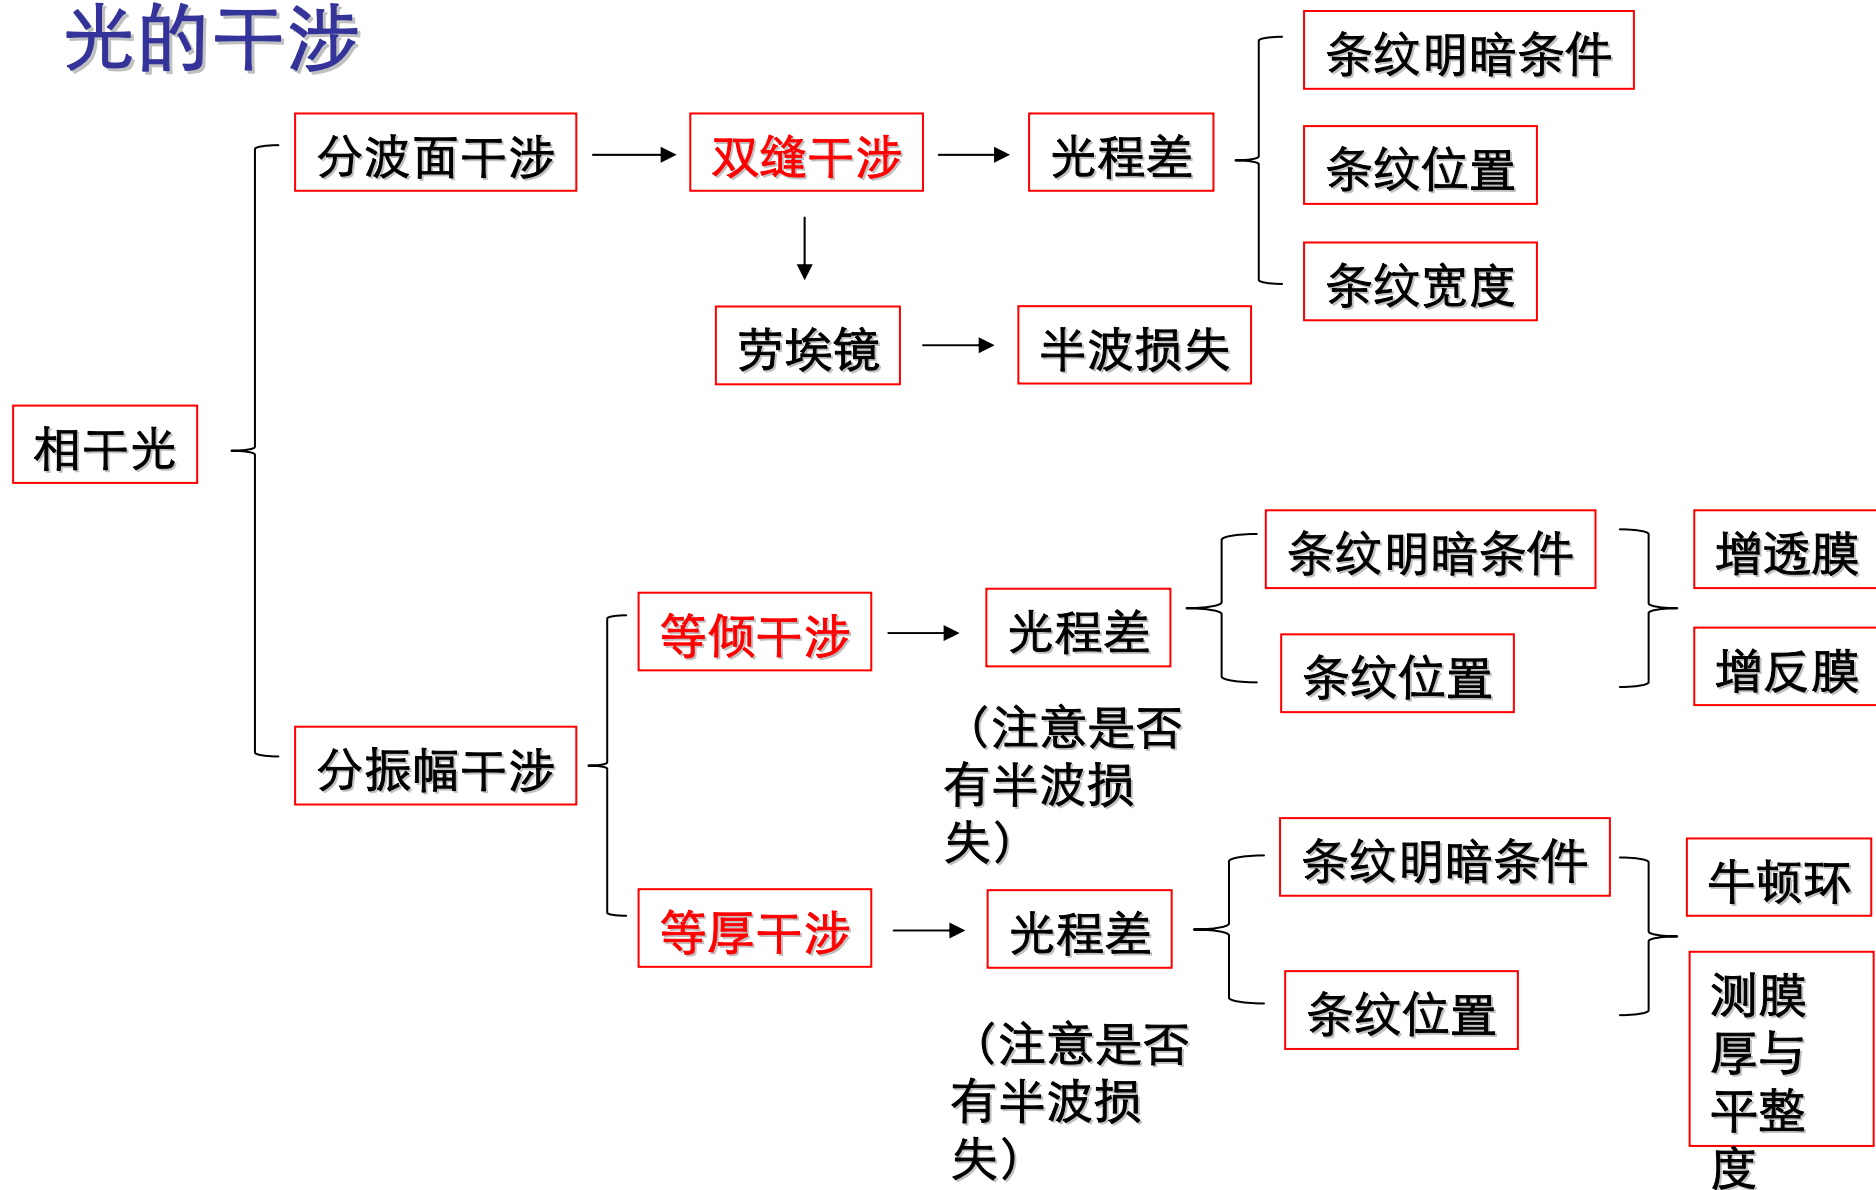 光的干涉
条纹明暗条件
分波面干涉
双缝干涉
光程差
条纹位置
条纹宽度
劳埃镜
半波损失
相干光
条纹明暗条件
增透膜
等倾干涉
光程差
条纹位置
增反膜
（注意是否
有半波损
失）
分振幅干涉
条纹明暗条件
牛顿环
等厚干涉
光程差
条纹位置
测膜
厚与
平整
度
（注意是否
有半波损
失）